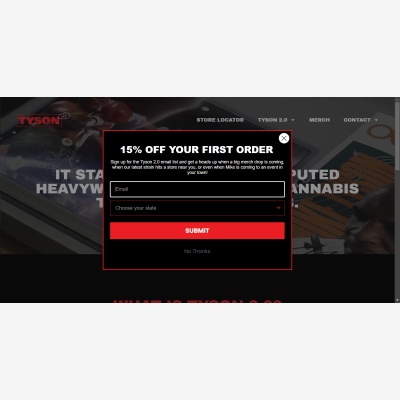 TYSON
STORE LOCATOR
TYSON 2.0
MERCH
CONTACT
15% OFF YOUR FIRST ORDER
Sign up for the Tyson 2.0 email list and get a heads up when a big merch drop is coming,
when our latest strain hits a store near you, or even when Mike is coming to an event in
your town!
IT STA
PUTED
HEAVYW
ANNABIS
T
S.
Email
Choose your state
SUBMIT
No Thanks
WHAT IS TYSON 2.0?